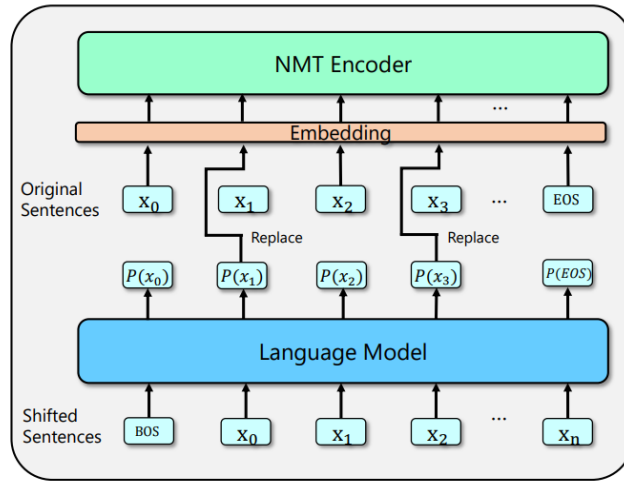 NMT Encoder
...
Embedding
Original
Sentences
x₀
x₁
x₂
x₃
...
EOS
Replace
Replace
P(x₀)
P(x₁)
P(x₂)
P(x₃)
P(EOS)
Language Model
Shifted
Sentences
BOS
x₀
x₁
x₂
...
xₙ